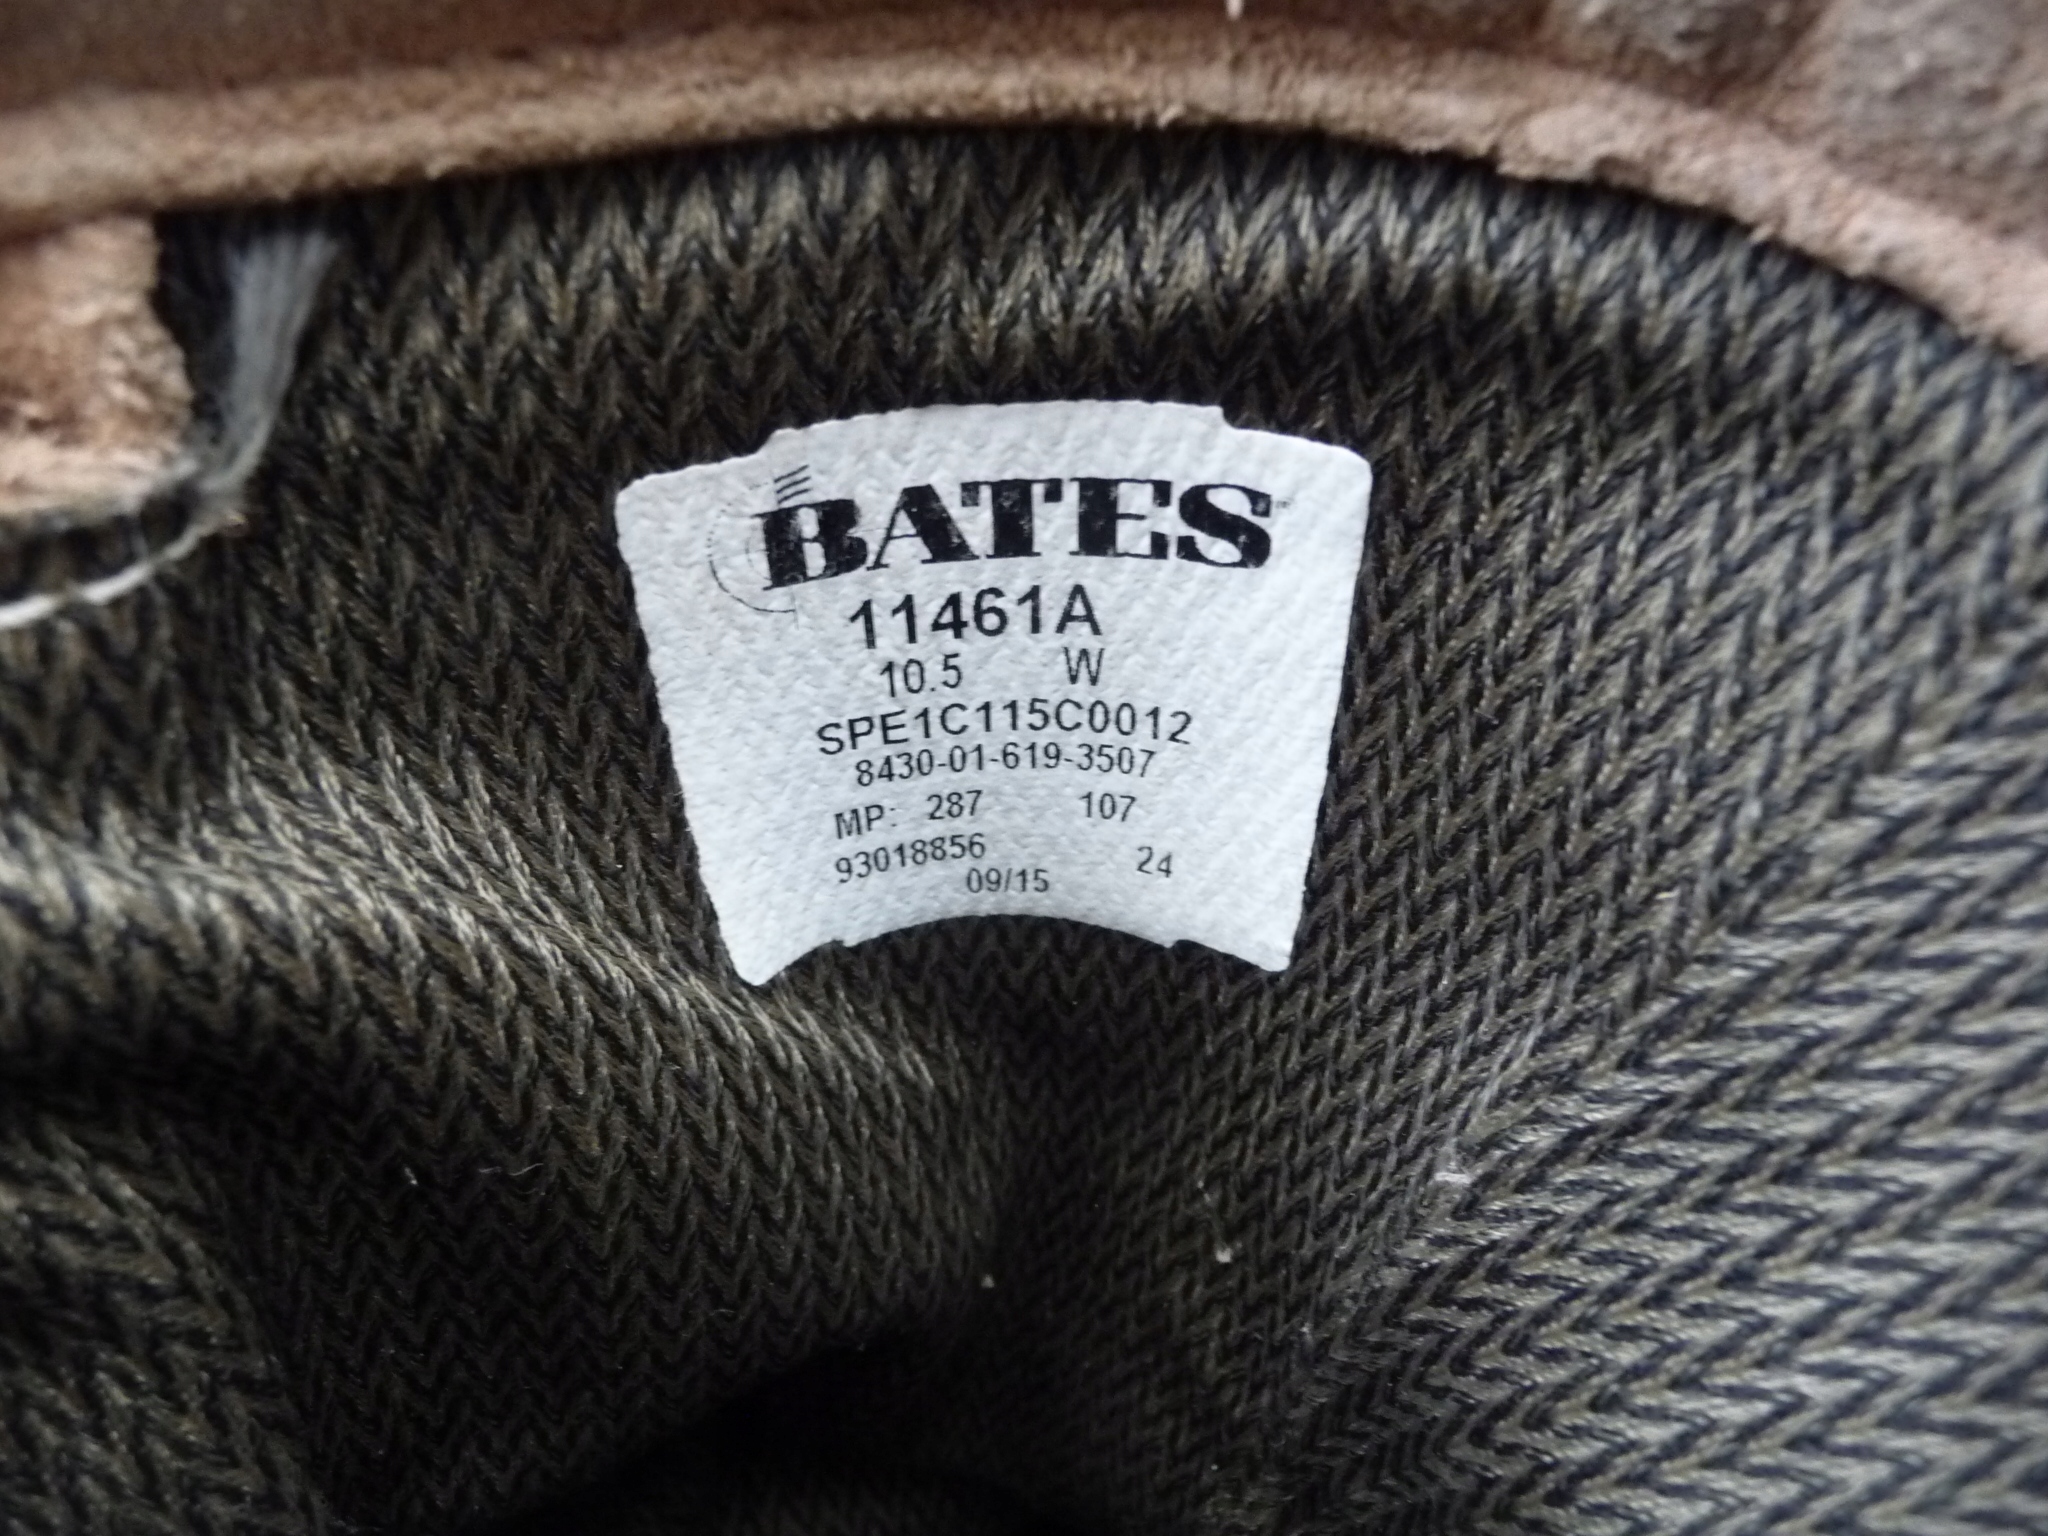 BATES
11461A
10.5 W
SPE1C115C0012
8430-01-619-3507
MP: 287 107
93018856 24
09/15